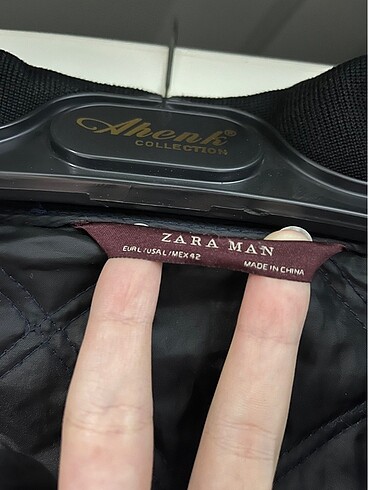 Ahenk®
COLLECTION
ZARA MAN
EUR L / USA L / MEX 42
MADE IN CHINA